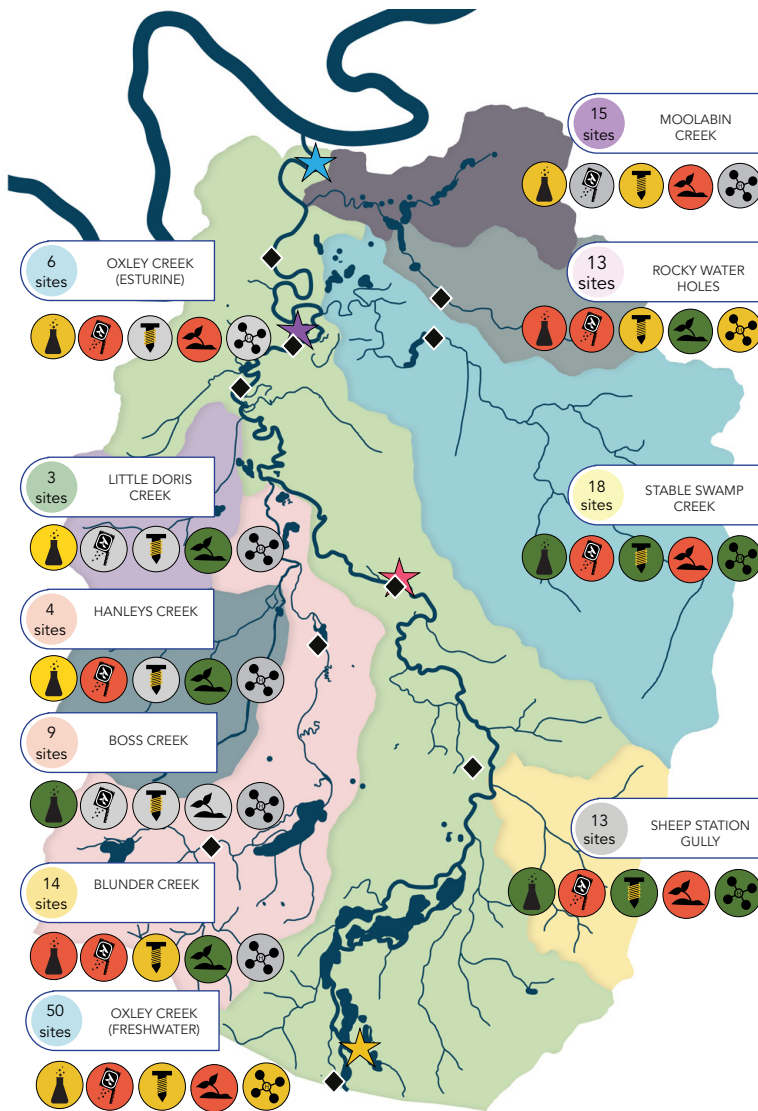 15
sites
MOOLABIN
CREEK
6
sites
OXLEY CREEK
(ESTURINE)
13
sites
ROCKY WATER
HOLES
3
sites
LITTLE DORIS
CREEK
18
sites
STABLE SWAMP
CREEK
4
sites
HANLEYS CREEK
9
sites
BOSS CREEK
13
sites
SHEEP STATION
GULLY
14
sites
BLUNDER CREEK
50
sites
OXLEY CREEK
(FRESHWATER)